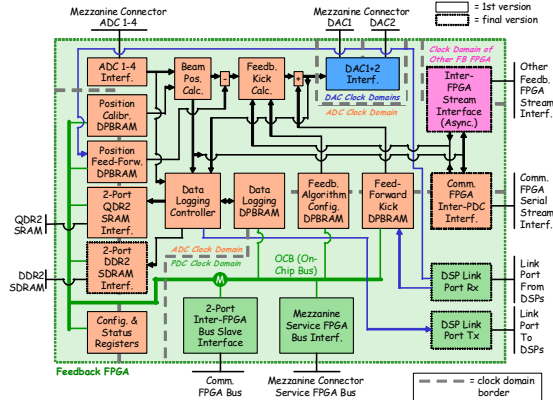 Mezzanine Connector
ADC 1-4
Mezzanine Connector
DAC1 DAC2
= 1st version
= final version
ADC 1-4
Interf.
Beam
Pos.
Calc.
-
Feedb.
Kick
Calc.
+
DAC1+2
Interf.
DAC Clock Domains
ADC Clock Domain
Clock Domain of
Other FB FPGA
Inter-
FPGA
Stream
Interface
(Async.)
Other
Feedb.
FPGA
Stream
Interf.
Position
Calibr.
DPBRAM
Position
Feed-Forw.
DPBRAM
2-Port
QDR2
SRAM
Interf.
QDR2
SRAM
Data
Logging
Controller
Data
Logging
DPBRAM
Feedb.
Algorithm
Config.
DPBRAM
Feed-
Forward
Kick
DPBRAM
Comm.
FPGA
Inter-PDC
Interf.
Comm.
FPGA
Serial
Stream
Interf.
2-Port
DDR2
SDRAM
Interf.
DDR2
SDRAM
ADC Clock Domain
PDC Clock Domain
OCB (On-
Chip Bus)
M
DSP Link
Port Rx
Link
Port
From
DSPs
Config. &
Status
Registers
2-Port
Inter-FPGA
Bus Slave
Interface
Mezzanine
Service FPGA
Bus Interf.
DSP Link
Port Tx
Link
Port
To
DSPs
Feedback FPGA
Comm.
FPGA Bus
Mezzanine Connector
Service FPGA Bus
= clock domain
border